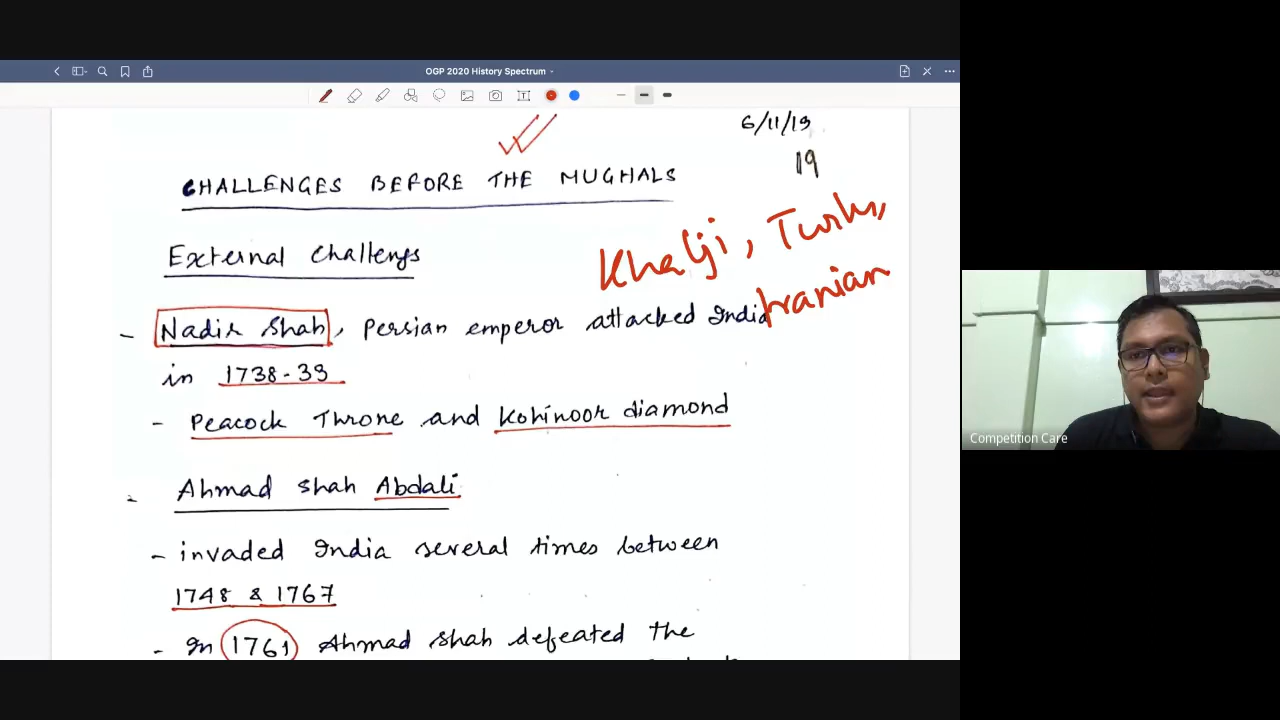 OGP 2020 History Spectrum
6/11/19
19
CHALLENGES BEFORE THE MUGHALS
Khalji, Turks,
Iranian
External Challengs
- Nadir Shah, Persian emperor attacked India
in 1738-39
- Peacock Throne and Kohinoor diamond
- Ahmad Shah Abdali
- invaded India several times between
1748 & 1767
- In 1761 Ahmad Shah defeated the
Competition Care